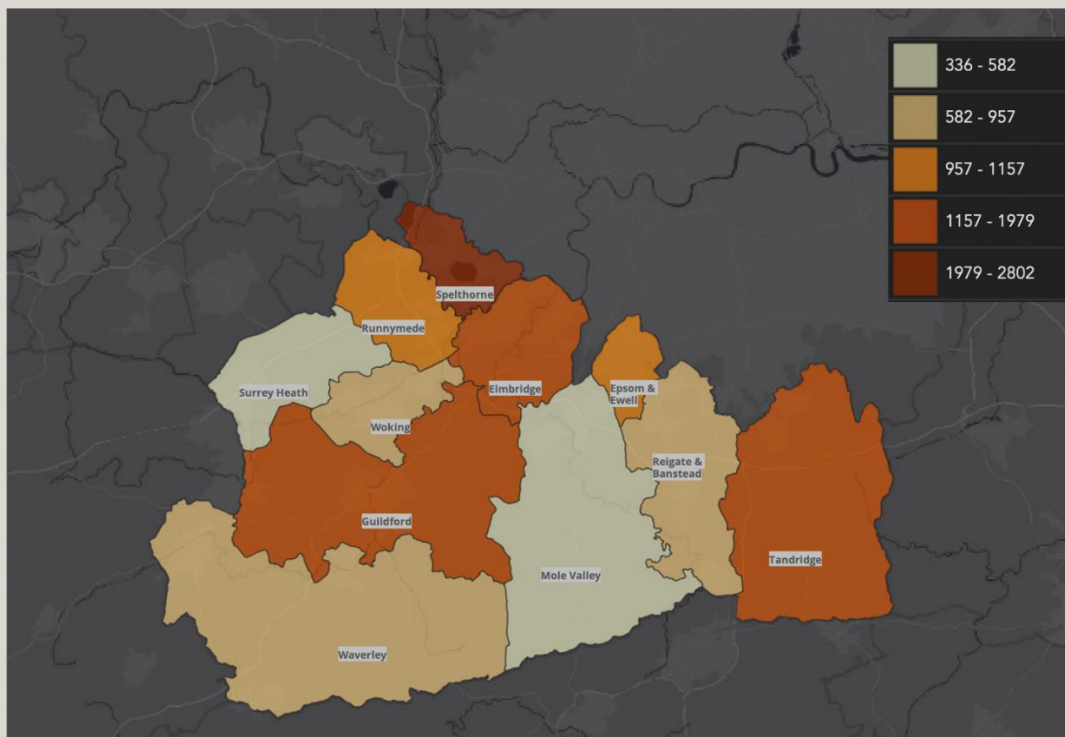 336 - 582
582 - 957
957 - 1157
1157 - 1979
1979 - 2802
Spelthorne
Runnymede
Surrey Heath
Elmbridge
Epsom &
Ewell
Woking
Reigate &
Banstead
Guildford
Tandridge
Mole Valley
Waverley